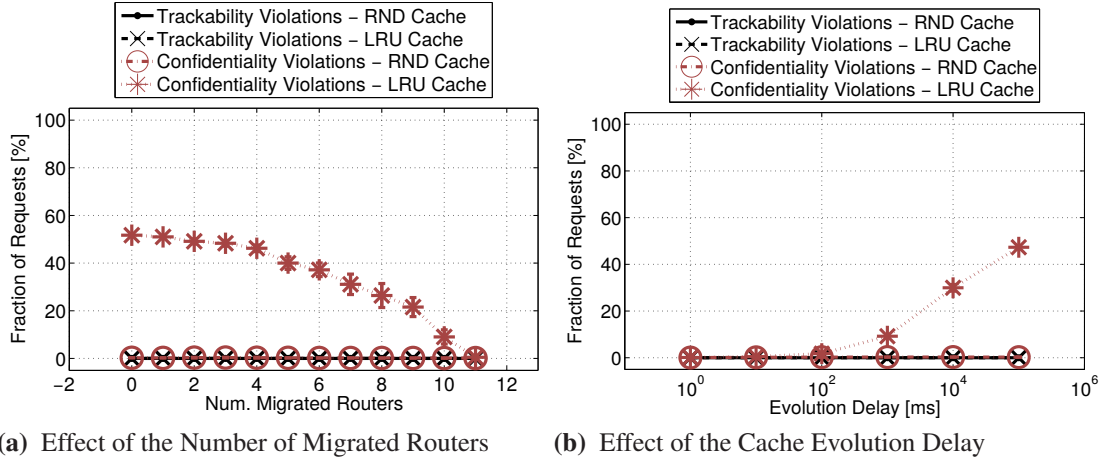 Trackability Violations − RND Cache
Trackability Violations − LRU Cache
Confidentiality Violations − RND Cache
Confidentiality Violations − LRU Cache
100
80
60
40
20
0
Fraction of Requests [%]
−2 0 2 4 6 8 10 12
Num. Migrated Routers
(a) Effect of the Number of Migrated Routers
Trackability Violations − RND Cache
Trackability Violations − LRU Cache
Confidentiality Violations − RND Cache
Confidentiality Violations − LRU Cache
100
80
60
40
20
0
Fraction of Requests [%]
10^0 10^2 10^4 10^6
Evolution Delay [ms]
(b) Effect of the Cache Evolution Delay